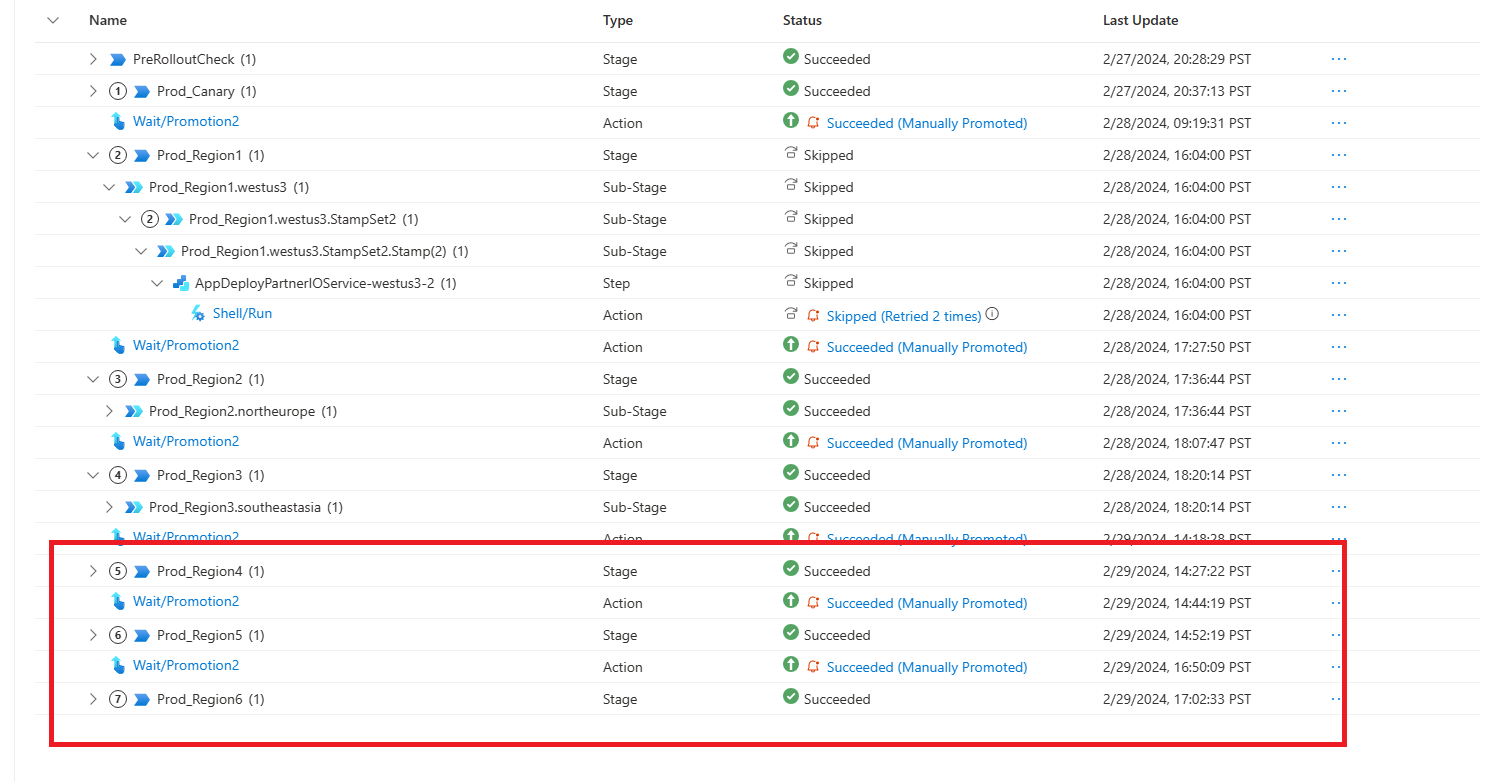 Name Type Status Last Update
PreRolloutCheck (1) Stage Succeeded 2/27/2024, 20:28:29 PST
1 Prod_Canary (1) Stage Succeeded 2/27/2024, 20:37:13 PST
Wait/Promotion2 Action Succeeded (Manually Promoted) 2/28/2024, 09:19:31 PST
2 Prod_Region1 (1) Stage Skipped 2/28/2024, 16:04:00 PST
Prod_Region1.westus3 (1) Sub-Stage Skipped 2/28/2024, 16:04:00 PST
2 Prod_Region1.westus3.StampSet2 (1) Sub-Stage Skipped 2/28/2024, 16:04:00 PST
Prod_Region1.westus3.StampSet2.Stamp(2) (1) Sub-Stage Skipped 2/28/2024, 16:04:00 PST
AppDeployPartnerIOService-westus3-2 (1) Step Skipped 2/28/2024, 16:04:00 PST
Shell/Run Action Skipped (Retried 2 times) 2/28/2024, 16:04:00 PST
Wait/Promotion2 Action Succeeded (Manually Promoted) 2/28/2024, 17:27:50 PST
3 Prod_Region2 (1) Stage Succeeded 2/28/2024, 17:36:44 PST
Prod_Region2.northeurope (1) Sub-Stage Succeeded 2/28/2024, 17:36:44 PST
Wait/Promotion2 Action Succeeded (Manually Promoted) 2/28/2024, 18:07:47 PST
4 Prod_Region3 (1) Stage Succeeded 2/28/2024, 18:20:14 PST
Prod_Region3.southeastasia (1) Sub-Stage Succeeded 2/28/2024, 18:20:14 PST
Wait/Promotion2 Action Succeeded (Manually Promoted) 2/29/2024, 14:18:28 PST
5 Prod_Region4 (1) Stage Succeeded 2/29/2024, 14:27:22 PST
Wait/Promotion2 Action Succeeded (Manually Promoted) 2/29/2024, 14:44:19 PST
6 Prod_Region5 (1) Stage Succeeded 2/29/2024, 14:52:19 PST
Wait/Promotion2 Action Succeeded (Manually Promoted) 2/29/2024, 16:50:09 PST
7 Prod_Region6 (1) Stage Succeeded 2/29/2024, 17:02:33 PST